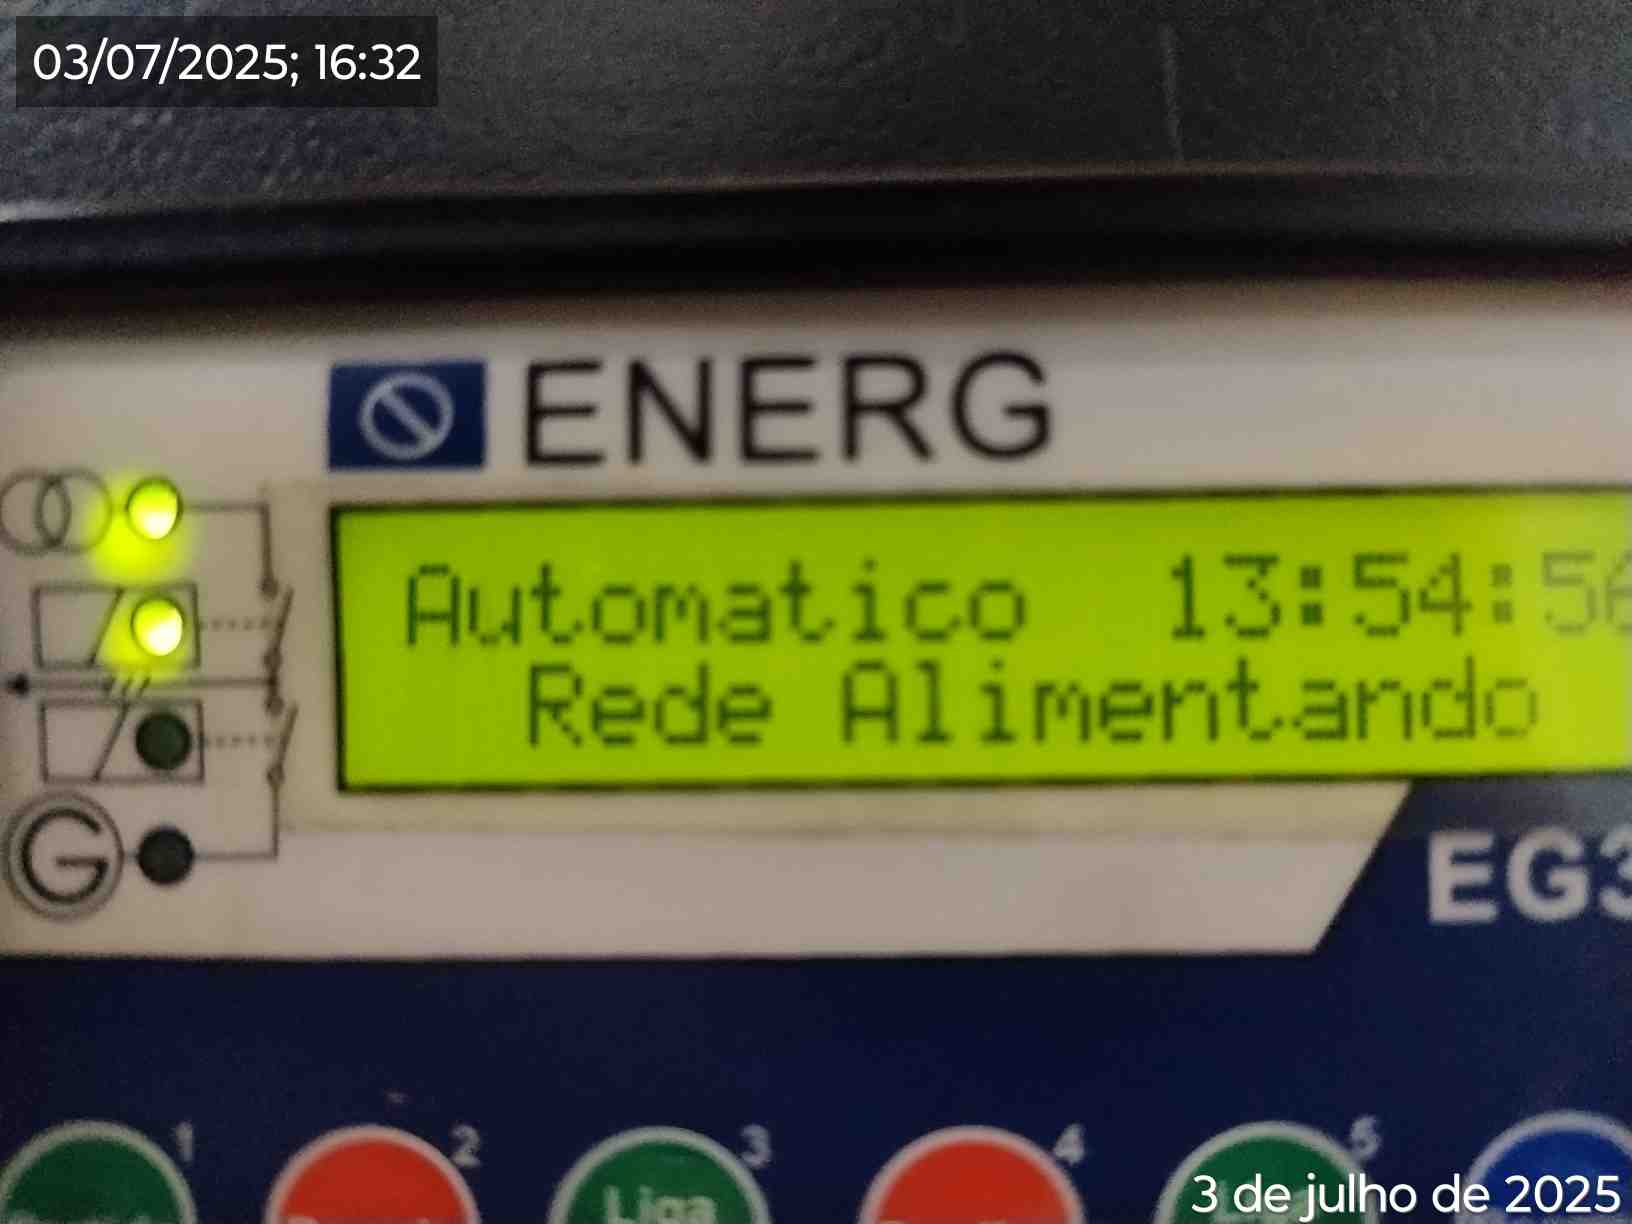 03/07/2025; 16:32
ENERG
Automatico 13:54:56
Rede Alimentando
G
EG3
1 2 3 4 5
Liga
3 de julho de 2025